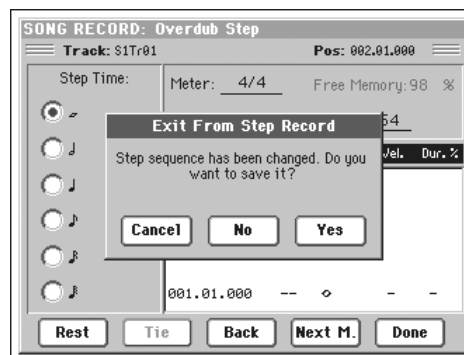 SONG RECORD: Overdub Step
Track: S1Tr01 Pos: 002.01.000
Step Time:
Meter: 4/4 Free Memory: 98 %
54
Exit From Step Record
Vel. Dur.%
Step sequence has been changed. Do you
want to save it?
Cancel No Yes
001.01.000 -- - -
Rest Tie Back Next M. Done